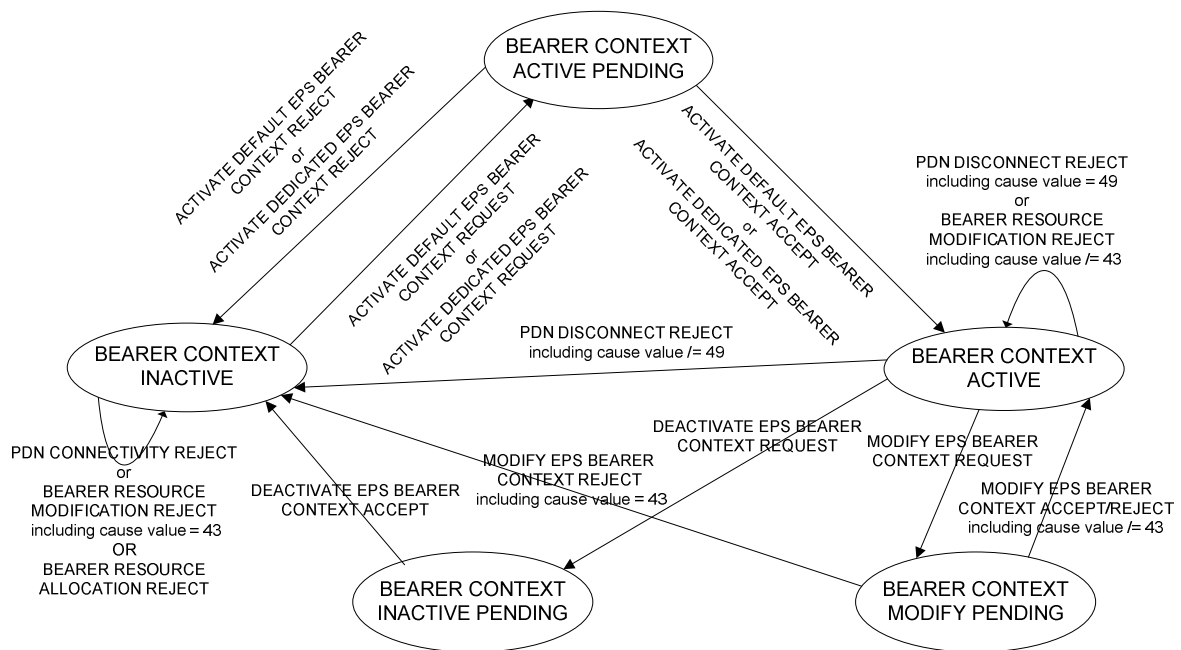 BEARER CONTEXT
ACTIVE PENDING
ACTIVATE DEFAULT EPS BEARER
CONTEXT REJECT
or
ACTIVATE DEDICATED EPS BEARER
CONTEXT REJECT
ACTIVATE DEFAULT EPS BEARER
CONTEXT REQUEST
or
ACTIVATE DEDICATED EPS BEARER
CONTEXT REQUEST
ACTIVATE DEFAULT EPS BEARER
CONTEXT ACCEPT
or
ACTIVATE DEDICATED EPS BEARER
CONTEXT ACCEPT
PDN DISCONNECT REJECT
including cause value = 49
or
BEARER RESOURCE
MODIFICATION REJECT
including cause value /= 43
PDN DISCONNECT REJECT
including cause value /= 49
BEARER CONTEXT
INACTIVE
BEARER CONTEXT
ACTIVE
PDN CONNECTIVITY REJECT
or
BEARER RESOURCE
MODIFICATION REJECT
including cause value = 43
OR
BEARER RESOURCE
ALLOCATION REJECT
DEACTIVATE EPS BEARER
CONTEXT ACCEPT
MODIFY EPS BEARER
CONTEXT REJECT
including cause value = 43
DEACTIVATE EPS BEARER
CONTEXT REQUEST
MODIFY EPS BEARER
CONTEXT REQUEST
MODIFY EPS BEARER
CONTEXT ACCEPT/REJECT
including cause value /= 43
BEARER CONTEXT
INACTIVE PENDING
BEARER CONTEXT
MODIFY PENDING